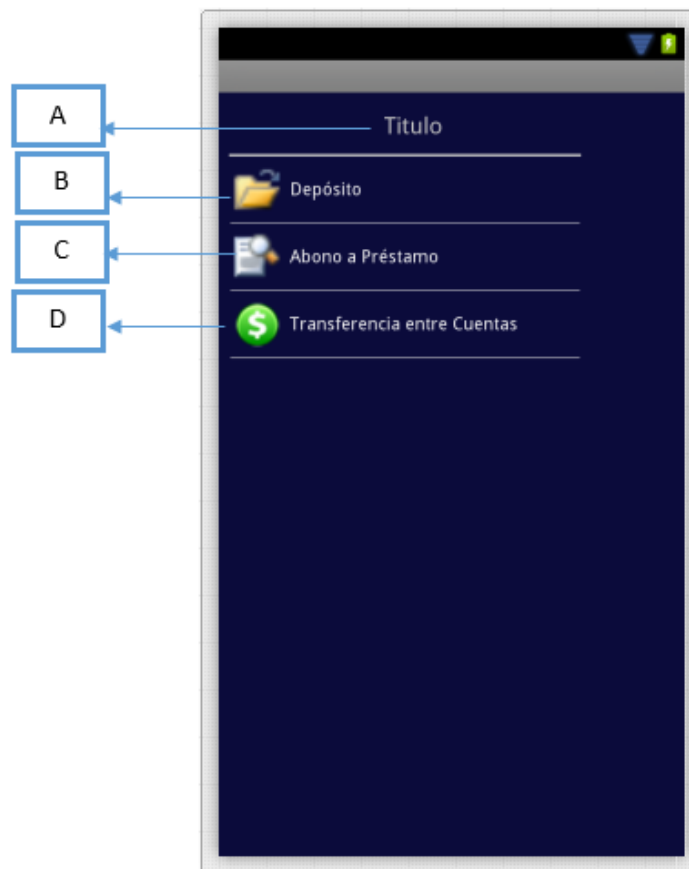 A
Titulo
B
Depósito
C
Abono a Préstamo
D
$
Transferencia entre Cuentas